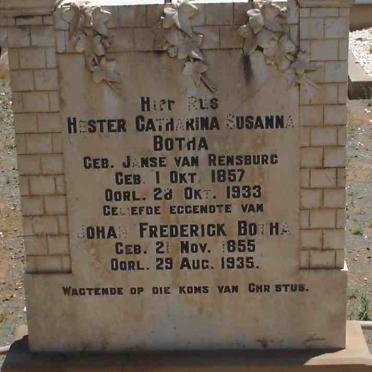 Hier Rus
Hester Catharina Susanna
Botha
Geb. Janse van Rensburg
Geb. 1 Okt. 1857
Oorl. 28 Okt. 1933
Geliefde eggenote van
Johan Frederick Botha
Geb. 21 Nov. 1855
Oorl. 29 Aug. 1935.
Wagtende op die koms van Christus.